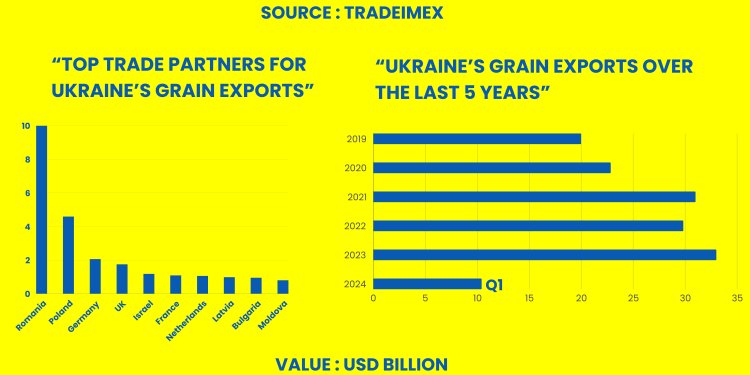 SOURCE : TRADEIMEX
“TOP TRADE PARTNERS FOR
UKRAINE’S GRAIN EXPORTS”
10
8
6
4
2
0
Romania
Poland
Germany
UK
Israel
France
Netherlands
Latvia
Bulgaria
Moldova
“UKRAINE’S GRAIN EXPORTS OVER
THE LAST 5 YEARS”
2019
2020
2021
2022
2023
2024
Q1
0 5 10 15 20 25 30 35
VALUE : USD BILLION